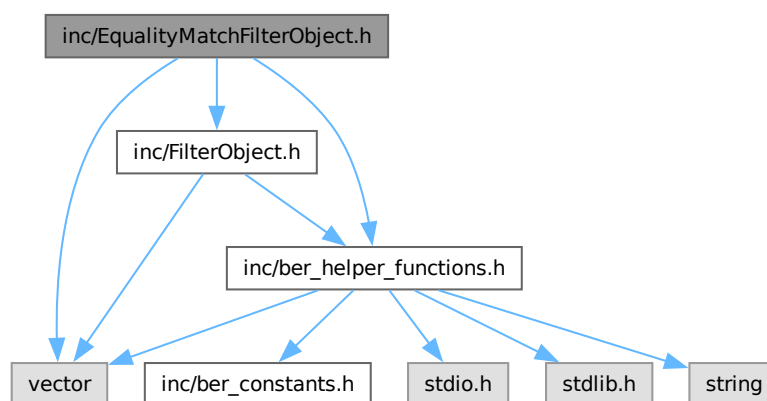 inc/EqualityMatchFilterObject.h
inc/FilterObject.h
inc/ber_helper_functions.h
vector
inc/ber_constants.h
stdio.h
stdlib.h
string